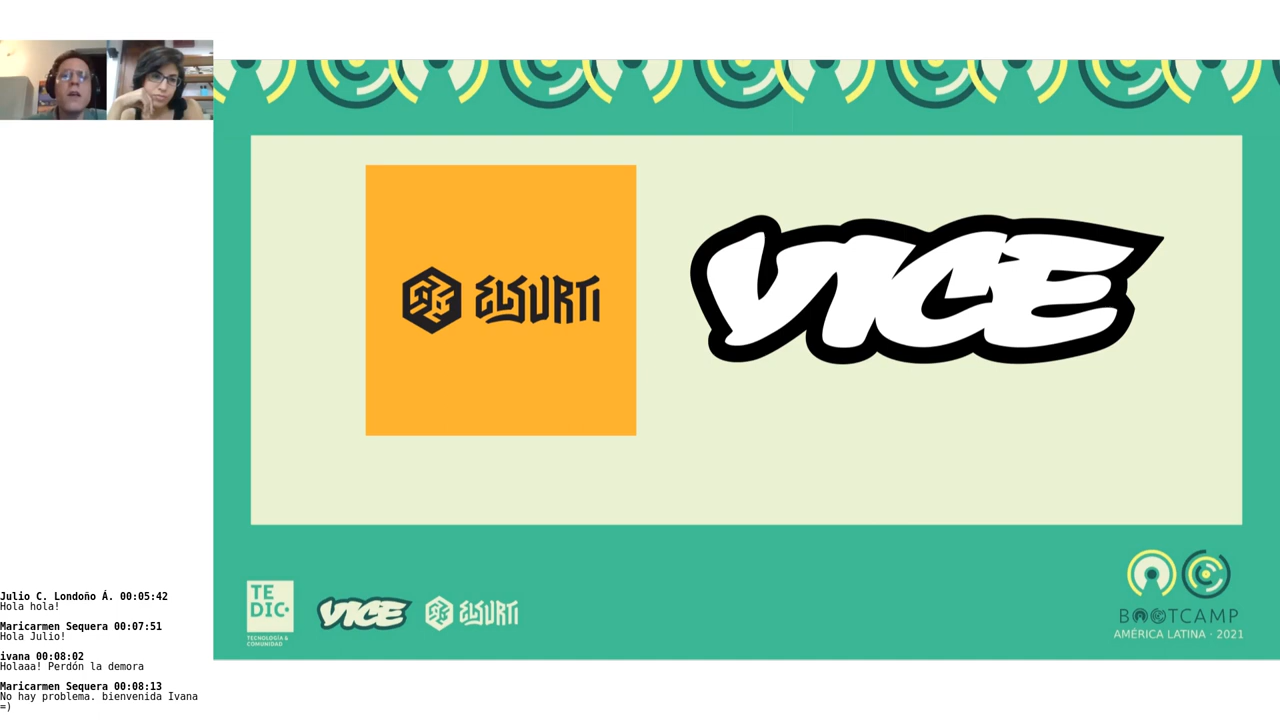 ELSURTI
VICE
Julio C. Londoño Á. 00:05:42
Hola hola!
Maricarmen Sequera 00:07:51
Hola Julio!
ivana 00:08:02
Holaaa! Perdón la demora
Maricarmen Sequera 00:08:13
No hay problema. bienvenida Ivana
=)
TE
DIC
TECNOLOGÍA &
COMUNIDAD
VICE
ELSURTI
BOOTCAMP
AMÉRICA LATINA · 2021